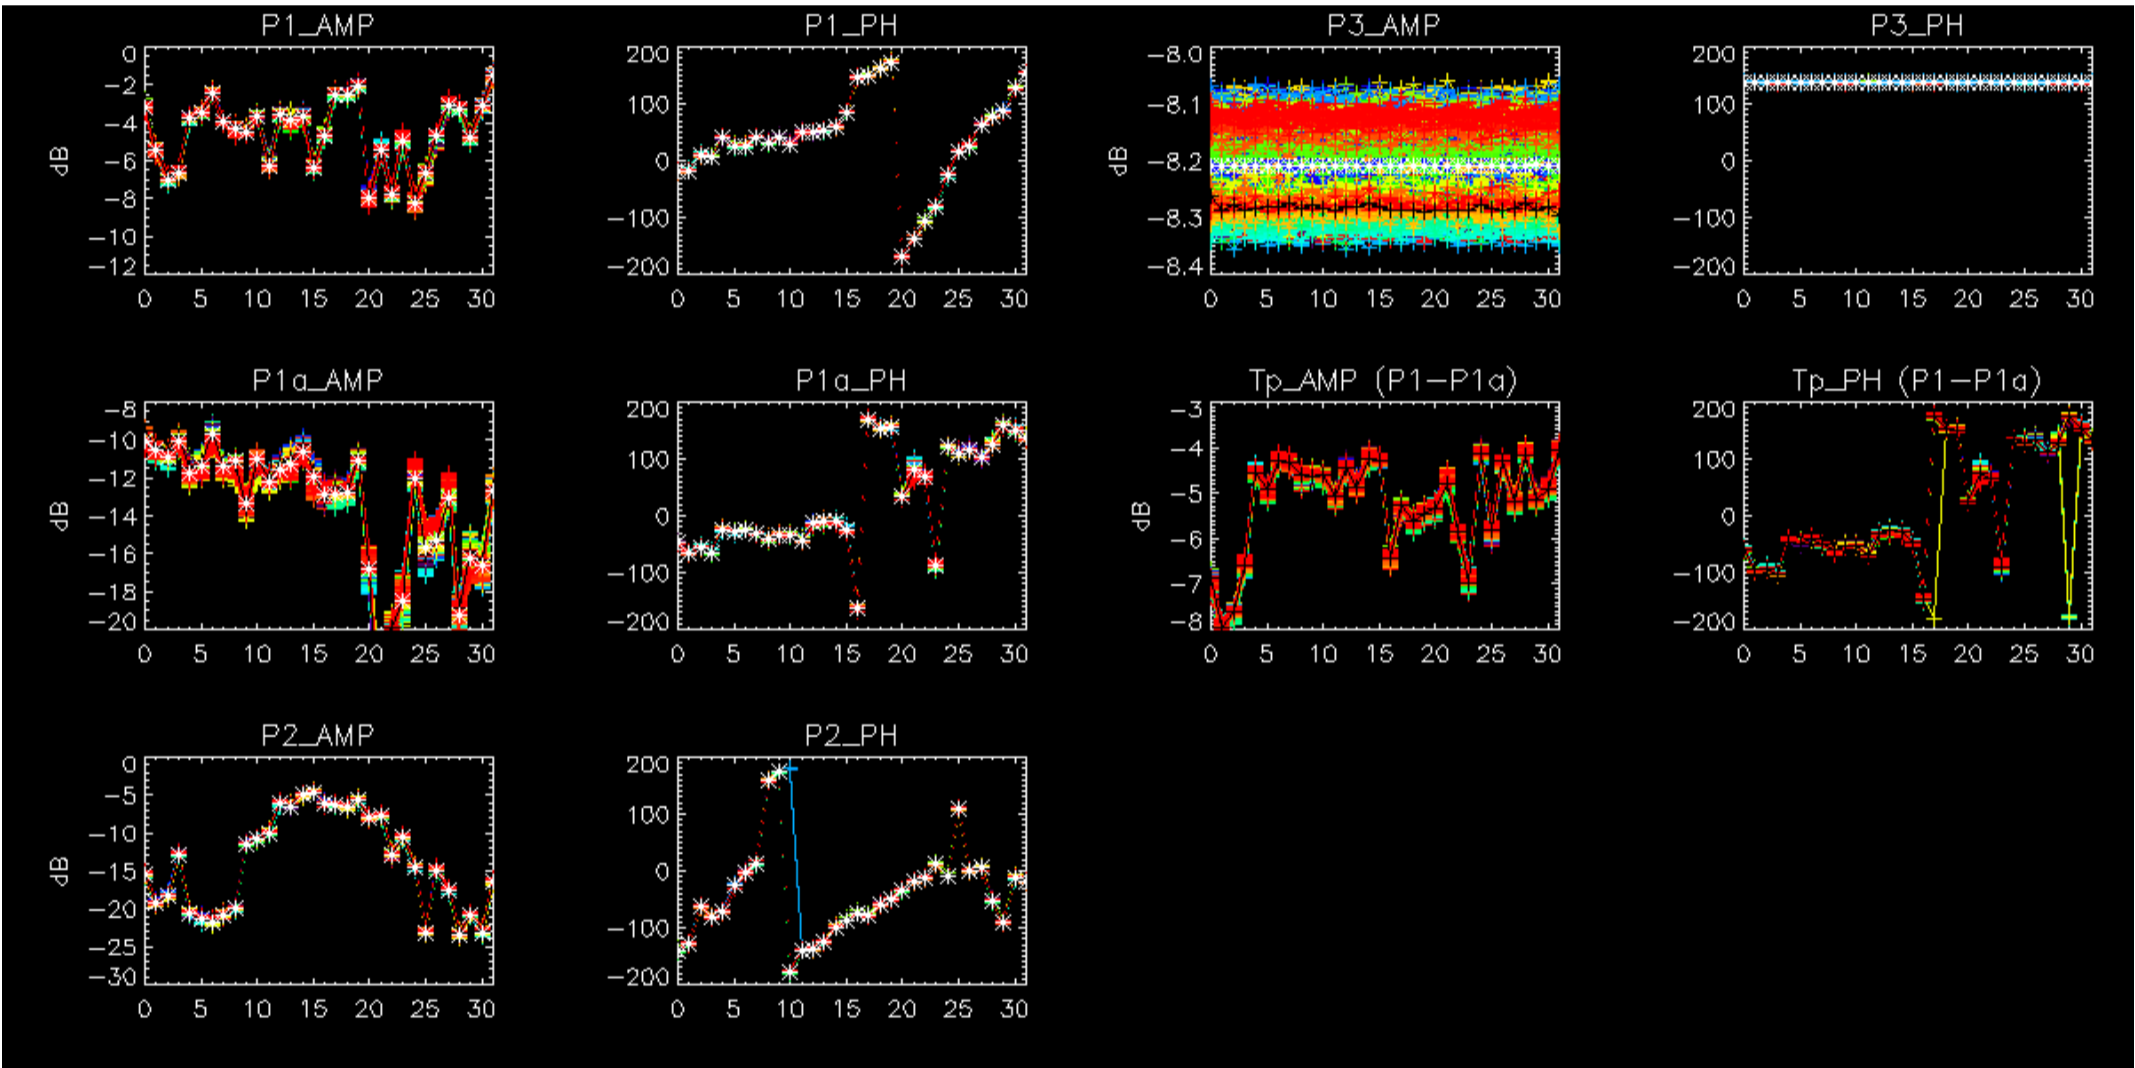 P1_AMP
P1_PH
P3_AMP
P3_PH
dB
0
−2
−4
−6
−8
−10
−12
0 5 10 15 20 25 30
200
100
0
−100
−200
0 5 10 15 20 25 30
dB
−8.0
−8.1
−8.2
−8.3
−8.4
0 5 10 15 20 25 30
200
100
0
−100
−200
0 5 10 15 20 25 30
P1a_AMP
P1a_PH
Tp_AMP (P1−P1a)
Tp_PH (P1−P1a)
dB
−8
−10
−12
−14
−16
−18
−20
0 5 10 15 20 25 30
200
100
0
−100
−200
0 5 10 15 20 25 30
dB
−3
−4
−5
−6
−7
−8
0 5 10 15 20 25 30
200
100
0
−100
−200
0 5 10 15 20 25 30
P2_AMP
P2_PH
dB
0
−5
−10
−15
−20
−25
−30
0 5 10 15 20 25 30
200
100
0
−100
−200
0 5 10 15 20 25 30